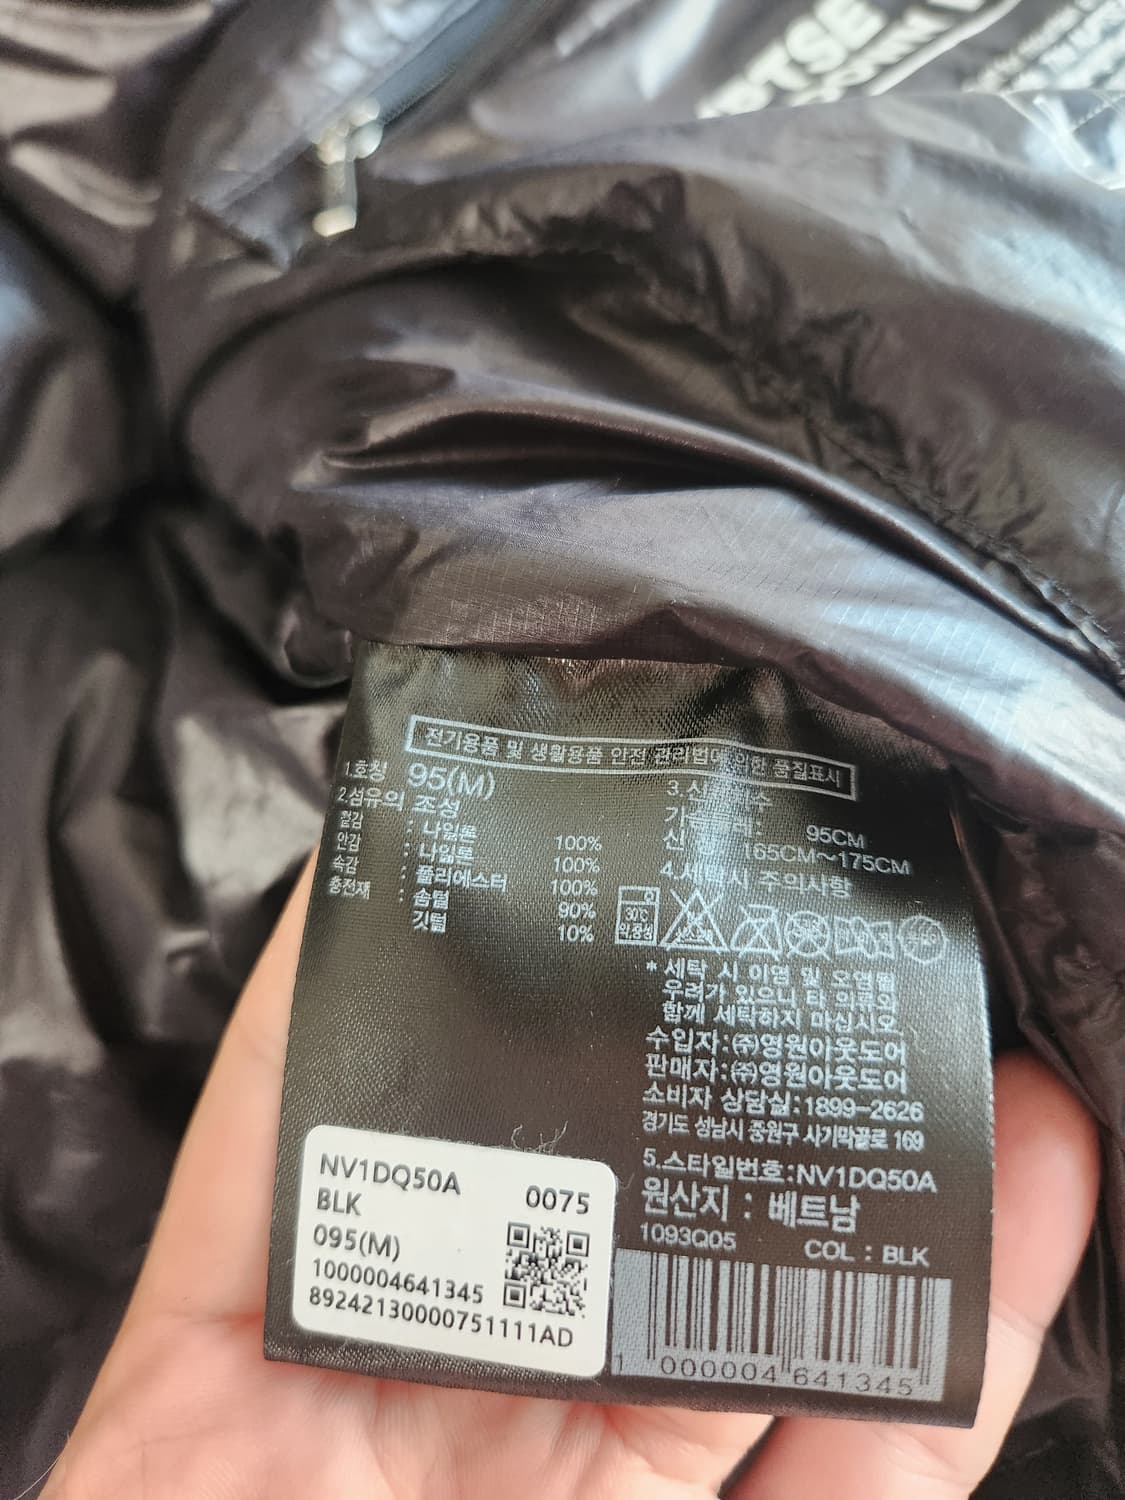 전기용품 및 생활용품 안전 관리법에 의한 품질표시
1.호칭 95(M)
2.섬유의 조성
겉감 : 나일론 100%
안감 : 나일론 100%
속감 : 폴리에스터 100%
충전재 : 솜털 90%
깃털 10%
95CM
165CM~175CM
4.세탁시 주의사항
30℃
약.중성
* 세탁 시 이염 및 오염될
우려가 있으니 타 의류와
함께 세탁하지 마십시오
수입자:㈜영원아웃도어
판매자:㈜영원아웃도어
소비자 상담실:1899-2626
경기도 성남시 중원구 사기막골로 169
5.스타일번호:NV1DQ50A
원산지 : 베트남
1093Q05 COL : BLK
1 000004 641345
NV1DQ50A
BLK 0075
095(M)
1000004641345
89242130000751111AD